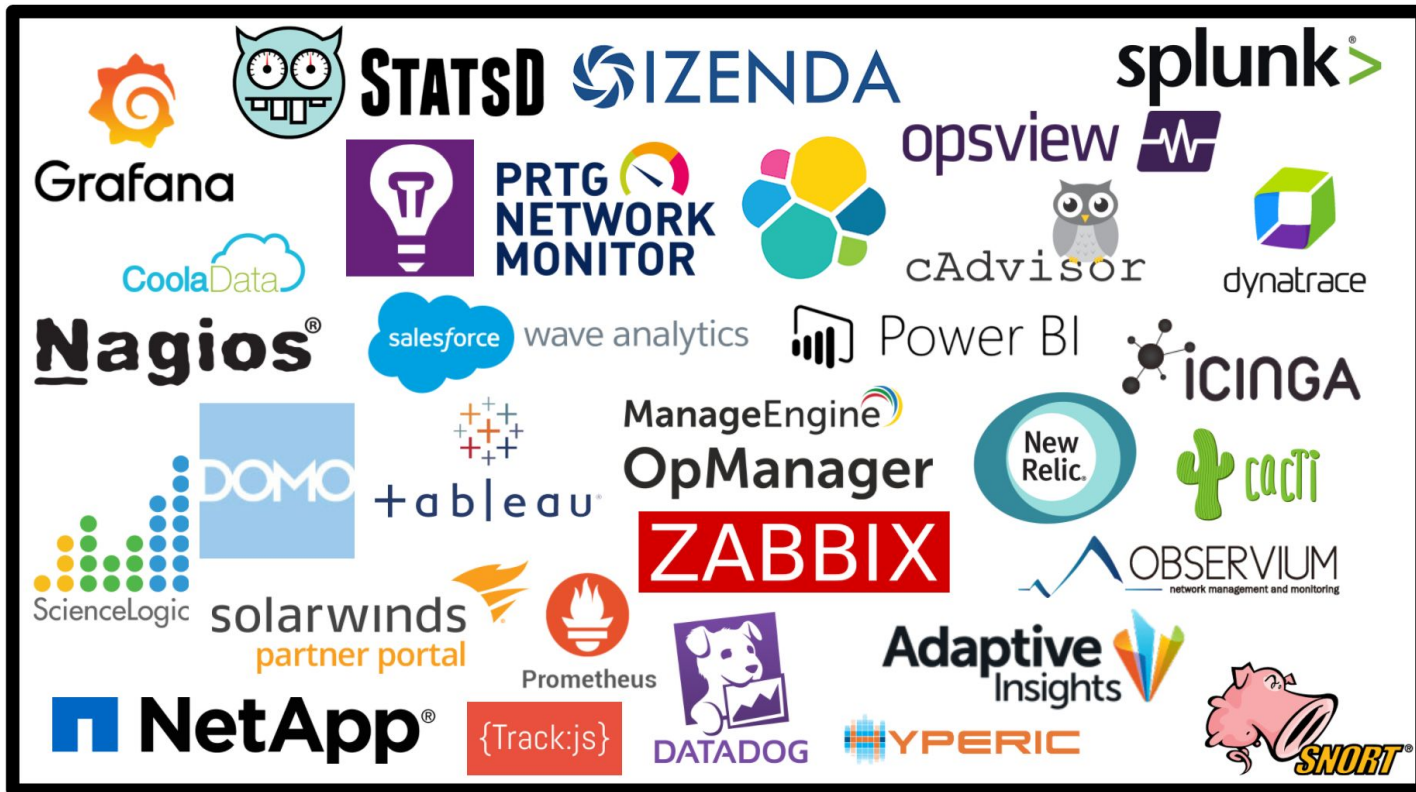 Grafana
STATSD
IZENDA
splunk>®
opsview
PRTG
NETWORK
MONITOR
cAdvisor
dynatrace
CoolaData
Nagios®
salesforce wave analytics
Power BI
ICINGA
DOMO
tableau®
ManageEngine
OpManager
New
Relic®
cacti
ScienceLogic
ZABBIX
OBSERVIUM
network management and monitoring
solarwinds®
partner portal
Prometheus
DATADOG
Adaptive
Insights
NetApp®
{Track:js}
HYPERIC
SNORT®